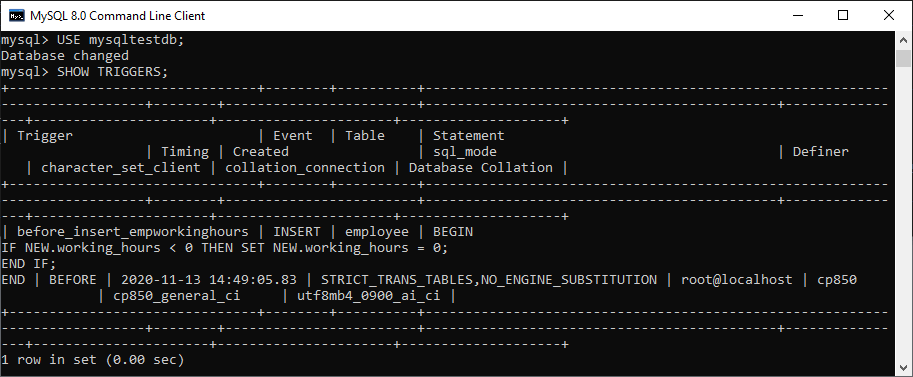 MySQL 8.0 Command Line Client
mysql> USE mysqltestdb;
Database changed
mysql> SHOW TRIGGERS;
+-------------------------------+--------+----------+---------------------------------------------------------
------------------+--------+------------------------+--------------------------------------------+------------
---+----------------------+----------------------+--------------------+
| Trigger                       | Event  | Table    | Statement
                  | Timing | Created                | sql_mode                                   | Definer
   | character_set_client | collation_connection | Database Collation |
+-------------------------------+--------+----------+---------------------------------------------------------
------------------+--------+------------------------+--------------------------------------------+------------
---+----------------------+----------------------+--------------------+
| before_insert_empworkinghours | INSERT | employee | BEGIN
IF NEW.working_hours < 0 THEN SET NEW.working_hours = 0;
END IF;
END | BEFORE | 2020-11-13 14:49:05.83 | STRICT_TRANS_TABLES,NO_ENGINE_SUBSTITUTION | root@localhost | cp850
            | cp850_general_ci     | utf8mb4_0900_ai_ci |
+-------------------------------+--------+----------+---------------------------------------------------------
------------------+--------+------------------------+--------------------------------------------+------------
---+----------------------+----------------------+--------------------+
1 row in set (0.00 sec)